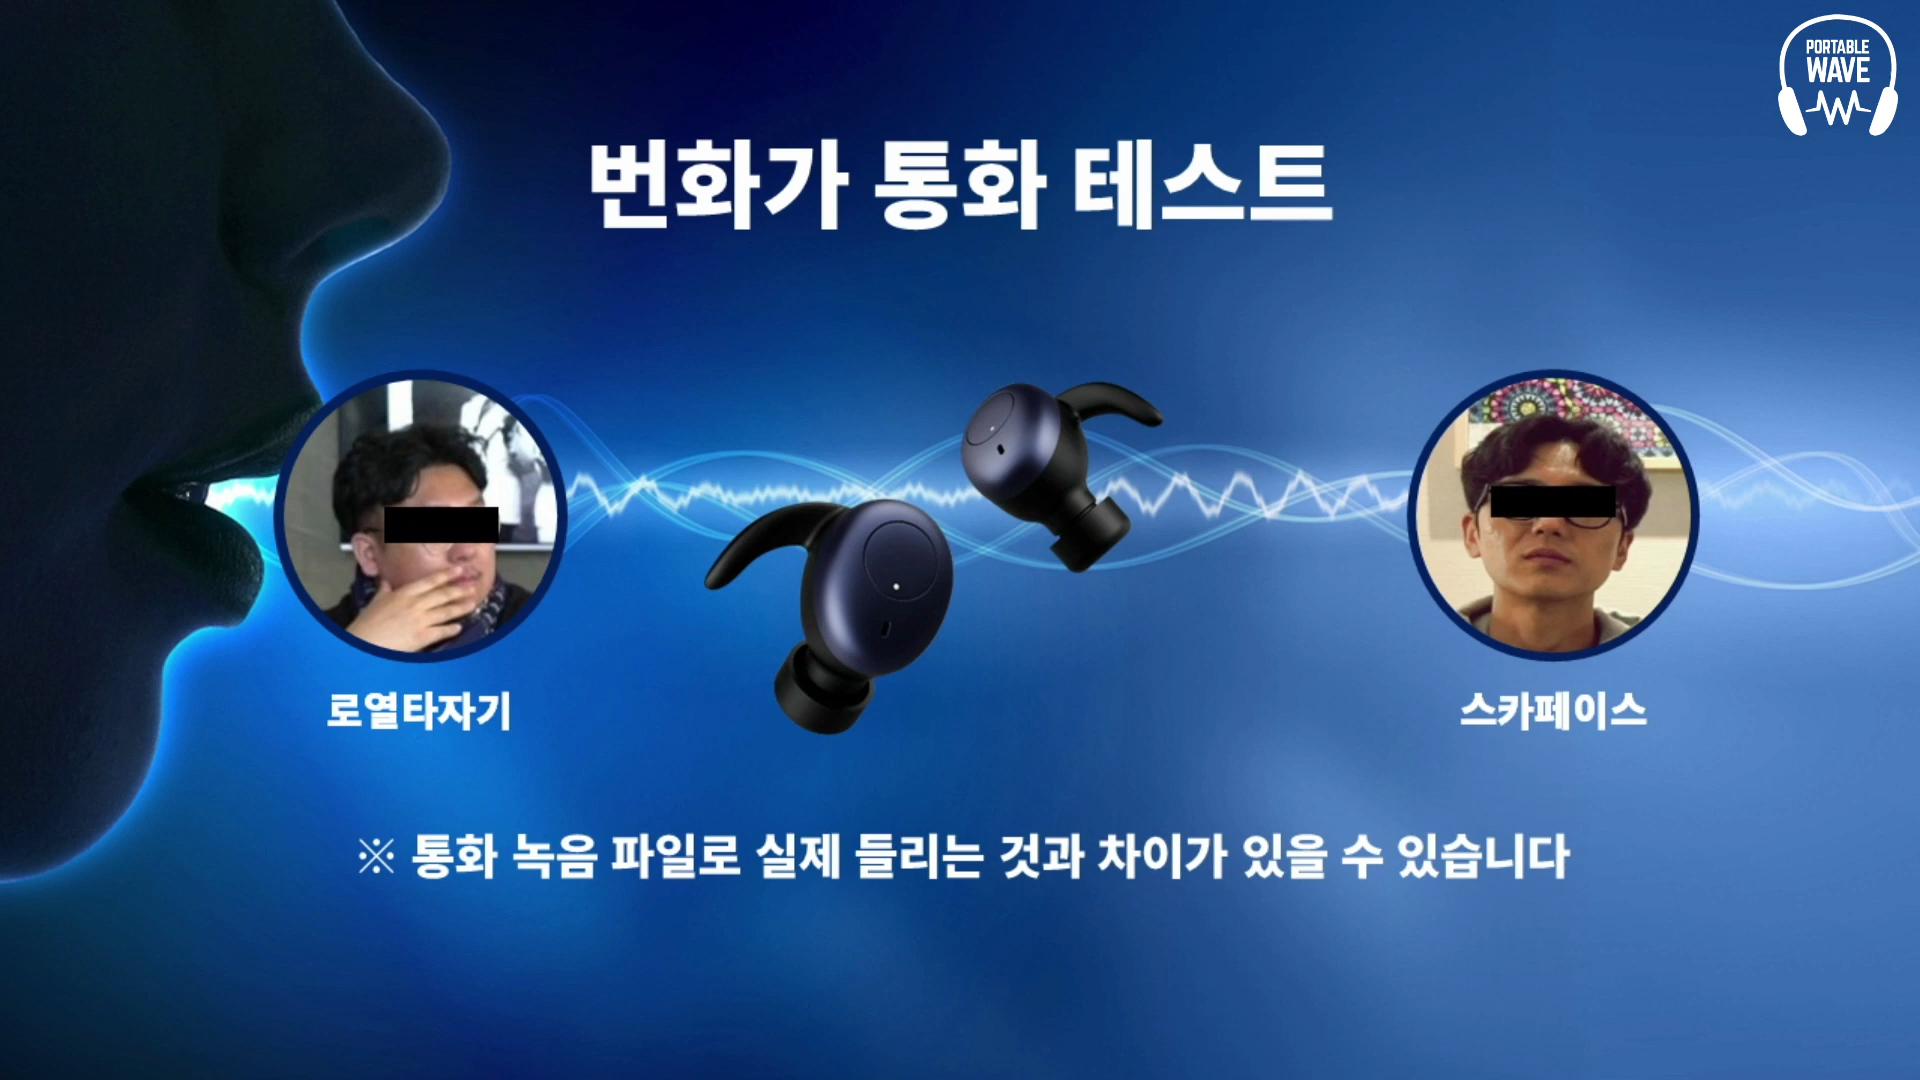 PORTABLE
WAVE
번화가 통화 테스트
로열타자기
스카페이스
※ 통화 녹음 파일로 실제 들리는 것과 차이가 있을 수 있습니다